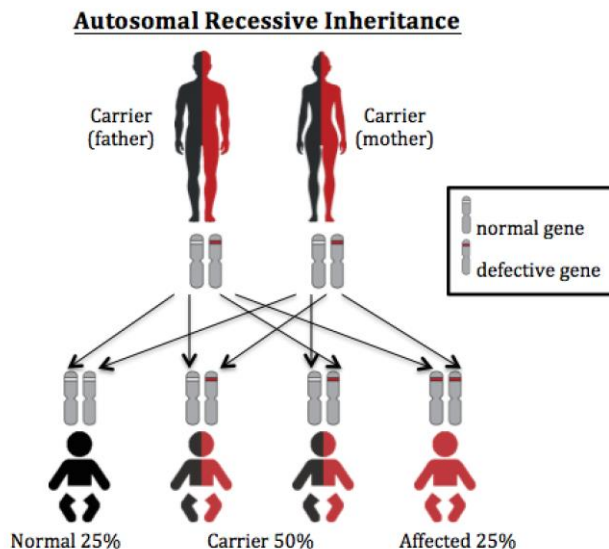 Autosomal Recessive Inheritance
Carrier
(father)
Carrier
(mother)
normal gene
defective gene
Normal 25%
Carrier 50%
Affected 25%